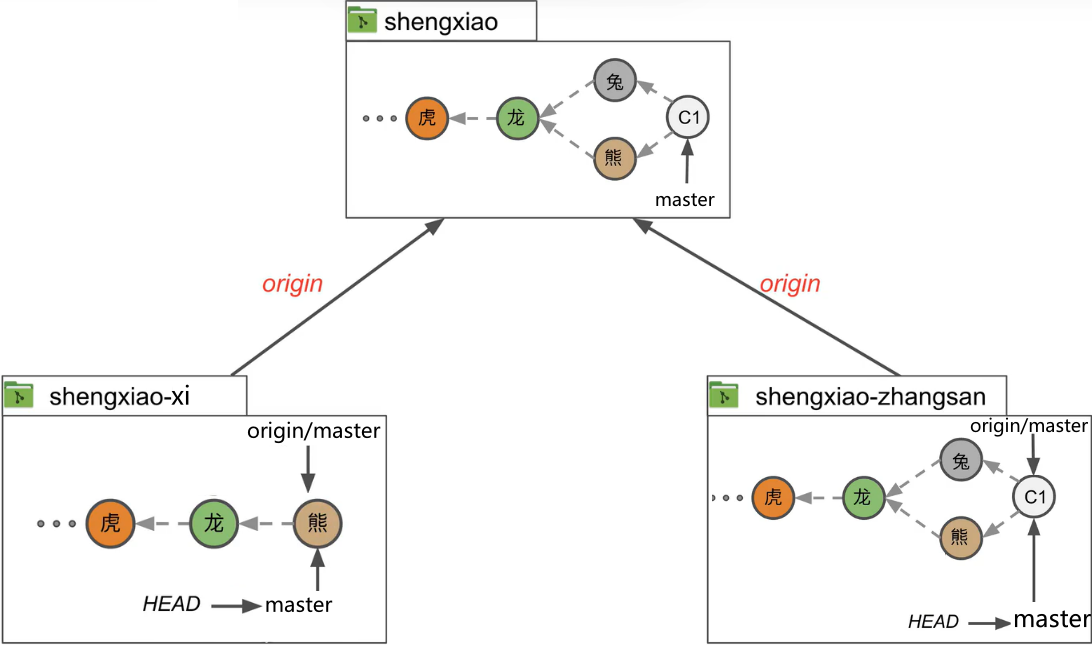 shengxiao
虎
龙
兔
熊
C1
master
origin
origin
shengxiao-xi
origin/master
虎
龙
熊
HEAD
master
shengxiao-zhangsan
origin/master
虎
龙
兔
熊
C1
HEAD
master